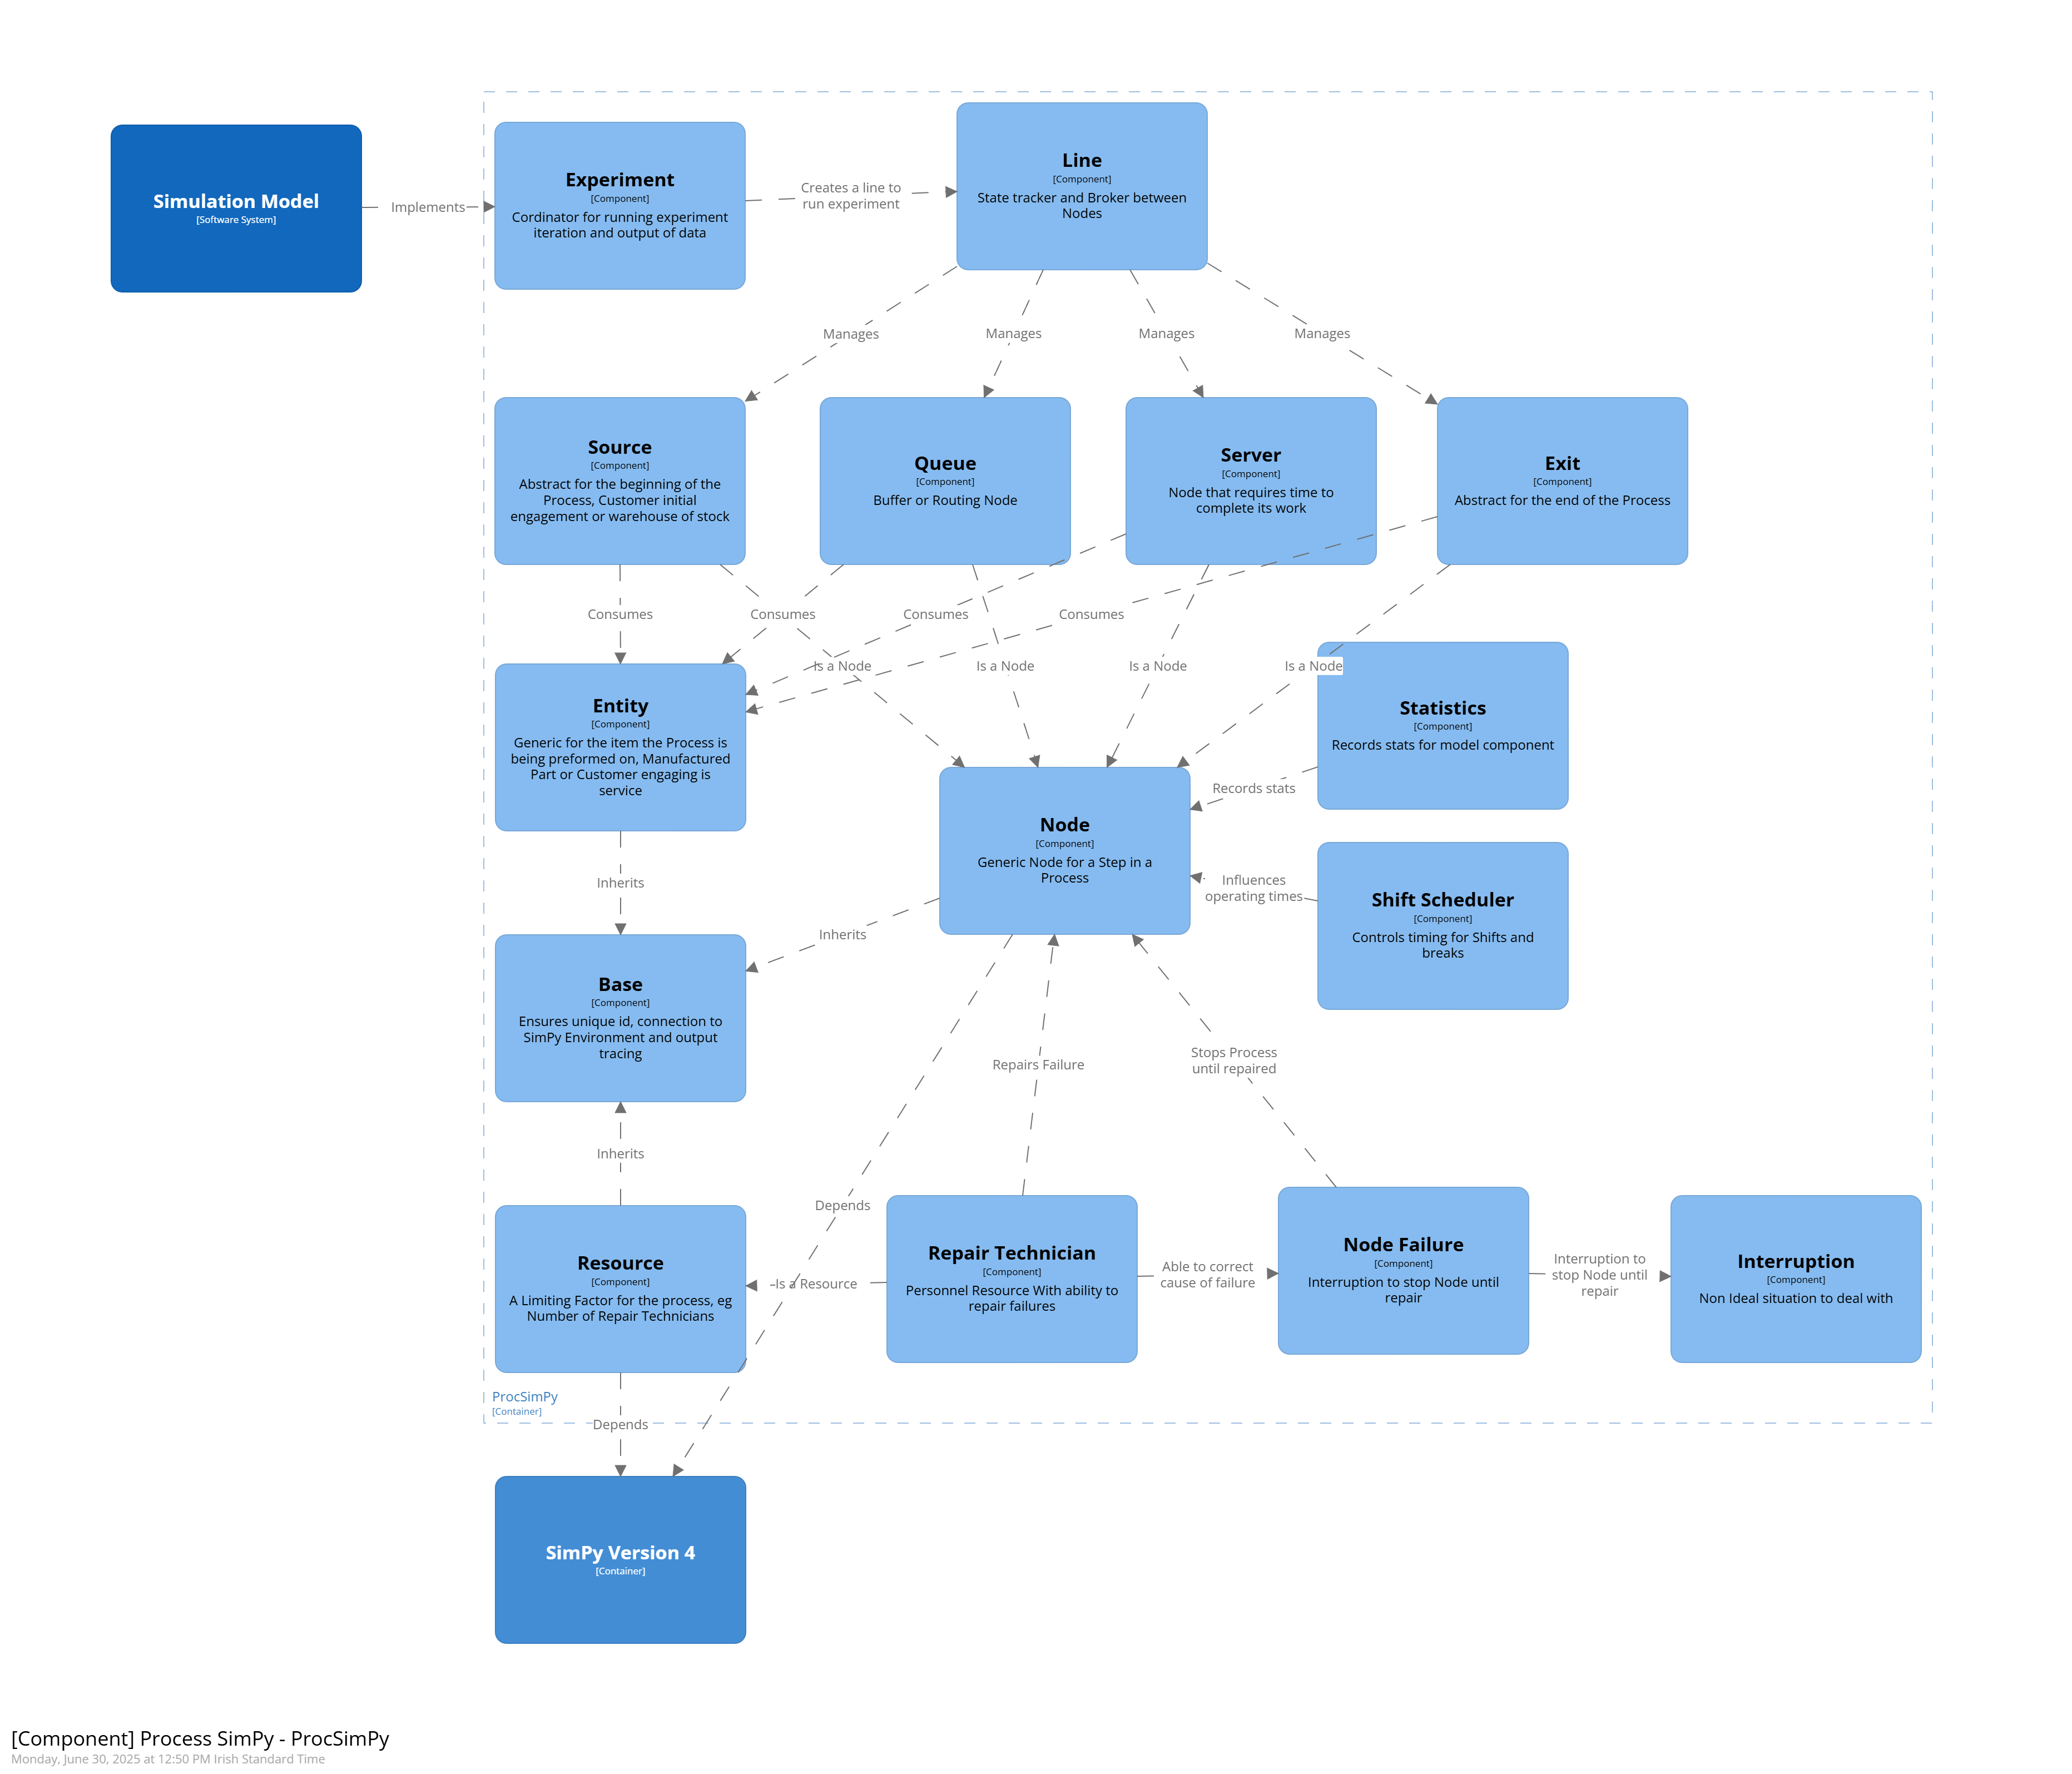 Simulation Model
[Software System]
Implements
Experiment
[Component]
Cordinator for running experiment
iteration and output of data
Creates a line to
run experiment
Line
[Component]
State tracker and Broker between
Nodes
Manages
Manages
Manages
Manages
Source
[Component]
Abstract for the beginning of the
Process, Customer initial
engagement or warehouse of stock
Queue
[Component]
Buffer or Routing Node
Server
[Component]
Node that requires time to
complete its work
Exit
[Component]
Abstract for the end of the Process
Consumes
Consumes
Consumes
Consumes
Is a Node
Is a Node
Is a Node
Is a Node
Entity
[Component]
Generic for the item the Process is
being preformed on, Manufactured
Part or Customer engaging is
service
Statistics
[Component]
Records stats for model component
Records stats
Node
[Component]
Generic Node for a Step in a
Process
Influences
operating times
Shift Scheduler
[Component]
Controls timing for Shifts and
breaks
Inherits
Inherits
Base
[Component]
Ensures unique id, connection to
SimPy Environment and output
tracing
Repairs Failure
Stops Process
until repaired
Inherits
Depends
Resource
[Component]
A Limiting Factor for the process, eg
Number of Repair Technicians
Is a Resource
Repair Technician
[Component]
Personnel Resource With ability to
repair failures
Able to correct
cause of failure
Node Failure
[Component]
Interruption to stop Node until
repair
Interruption to
stop Node until
repair
Interruption
[Component]
Non Ideal situation to deal with
ProcSimPy
[Container]
Depends
SimPy Version 4
[Container]
[Component] Process SimPy - ProcSimPy
Monday, June 30, 2025 at 12:50 PM Irish Standard Time